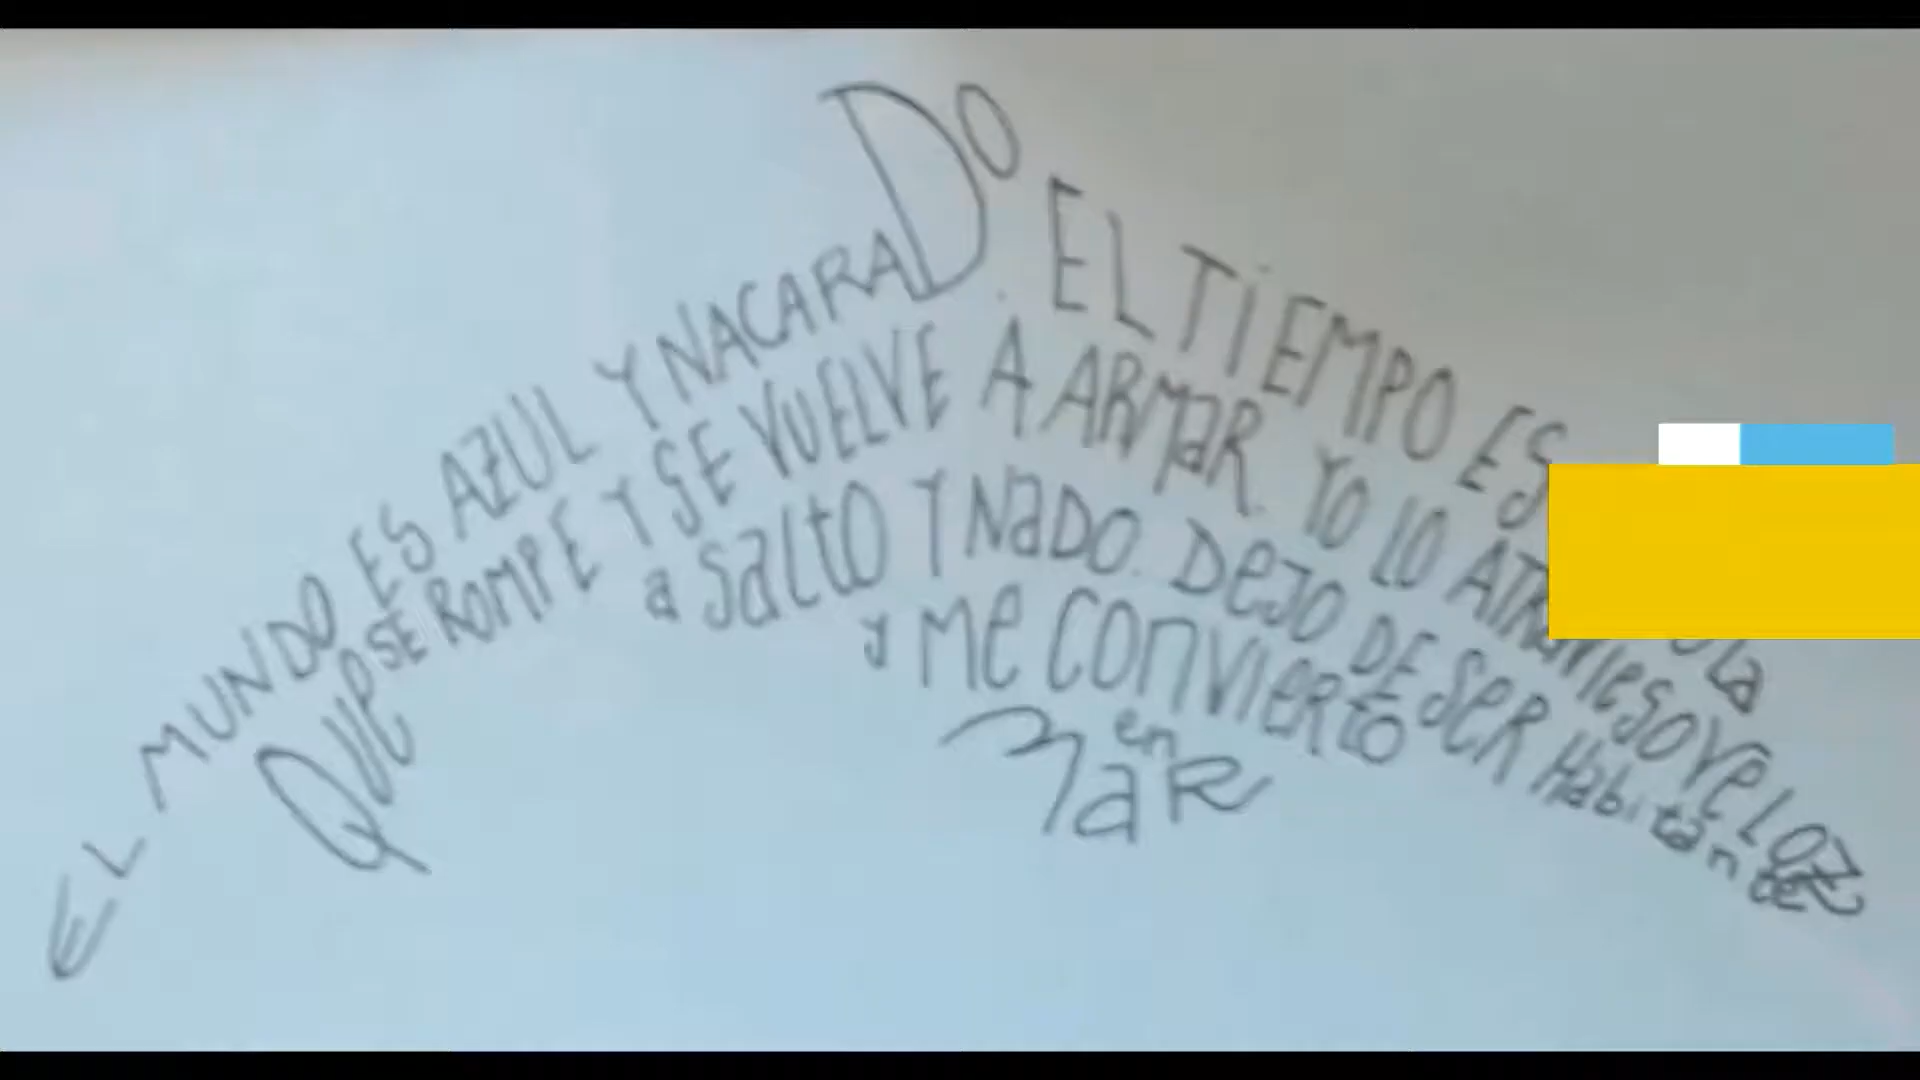 EL MUNDO ES AZUL Y NACARADO. EL TIEMPO ES
QUE SE ROMPE Y SE VUELVE A ARMAR. YO LO ATRAVIESO VELOZ
a SaltO Y NaDO. DeJO DE SER Habitante
y Me CONVIERtO
en
MaR